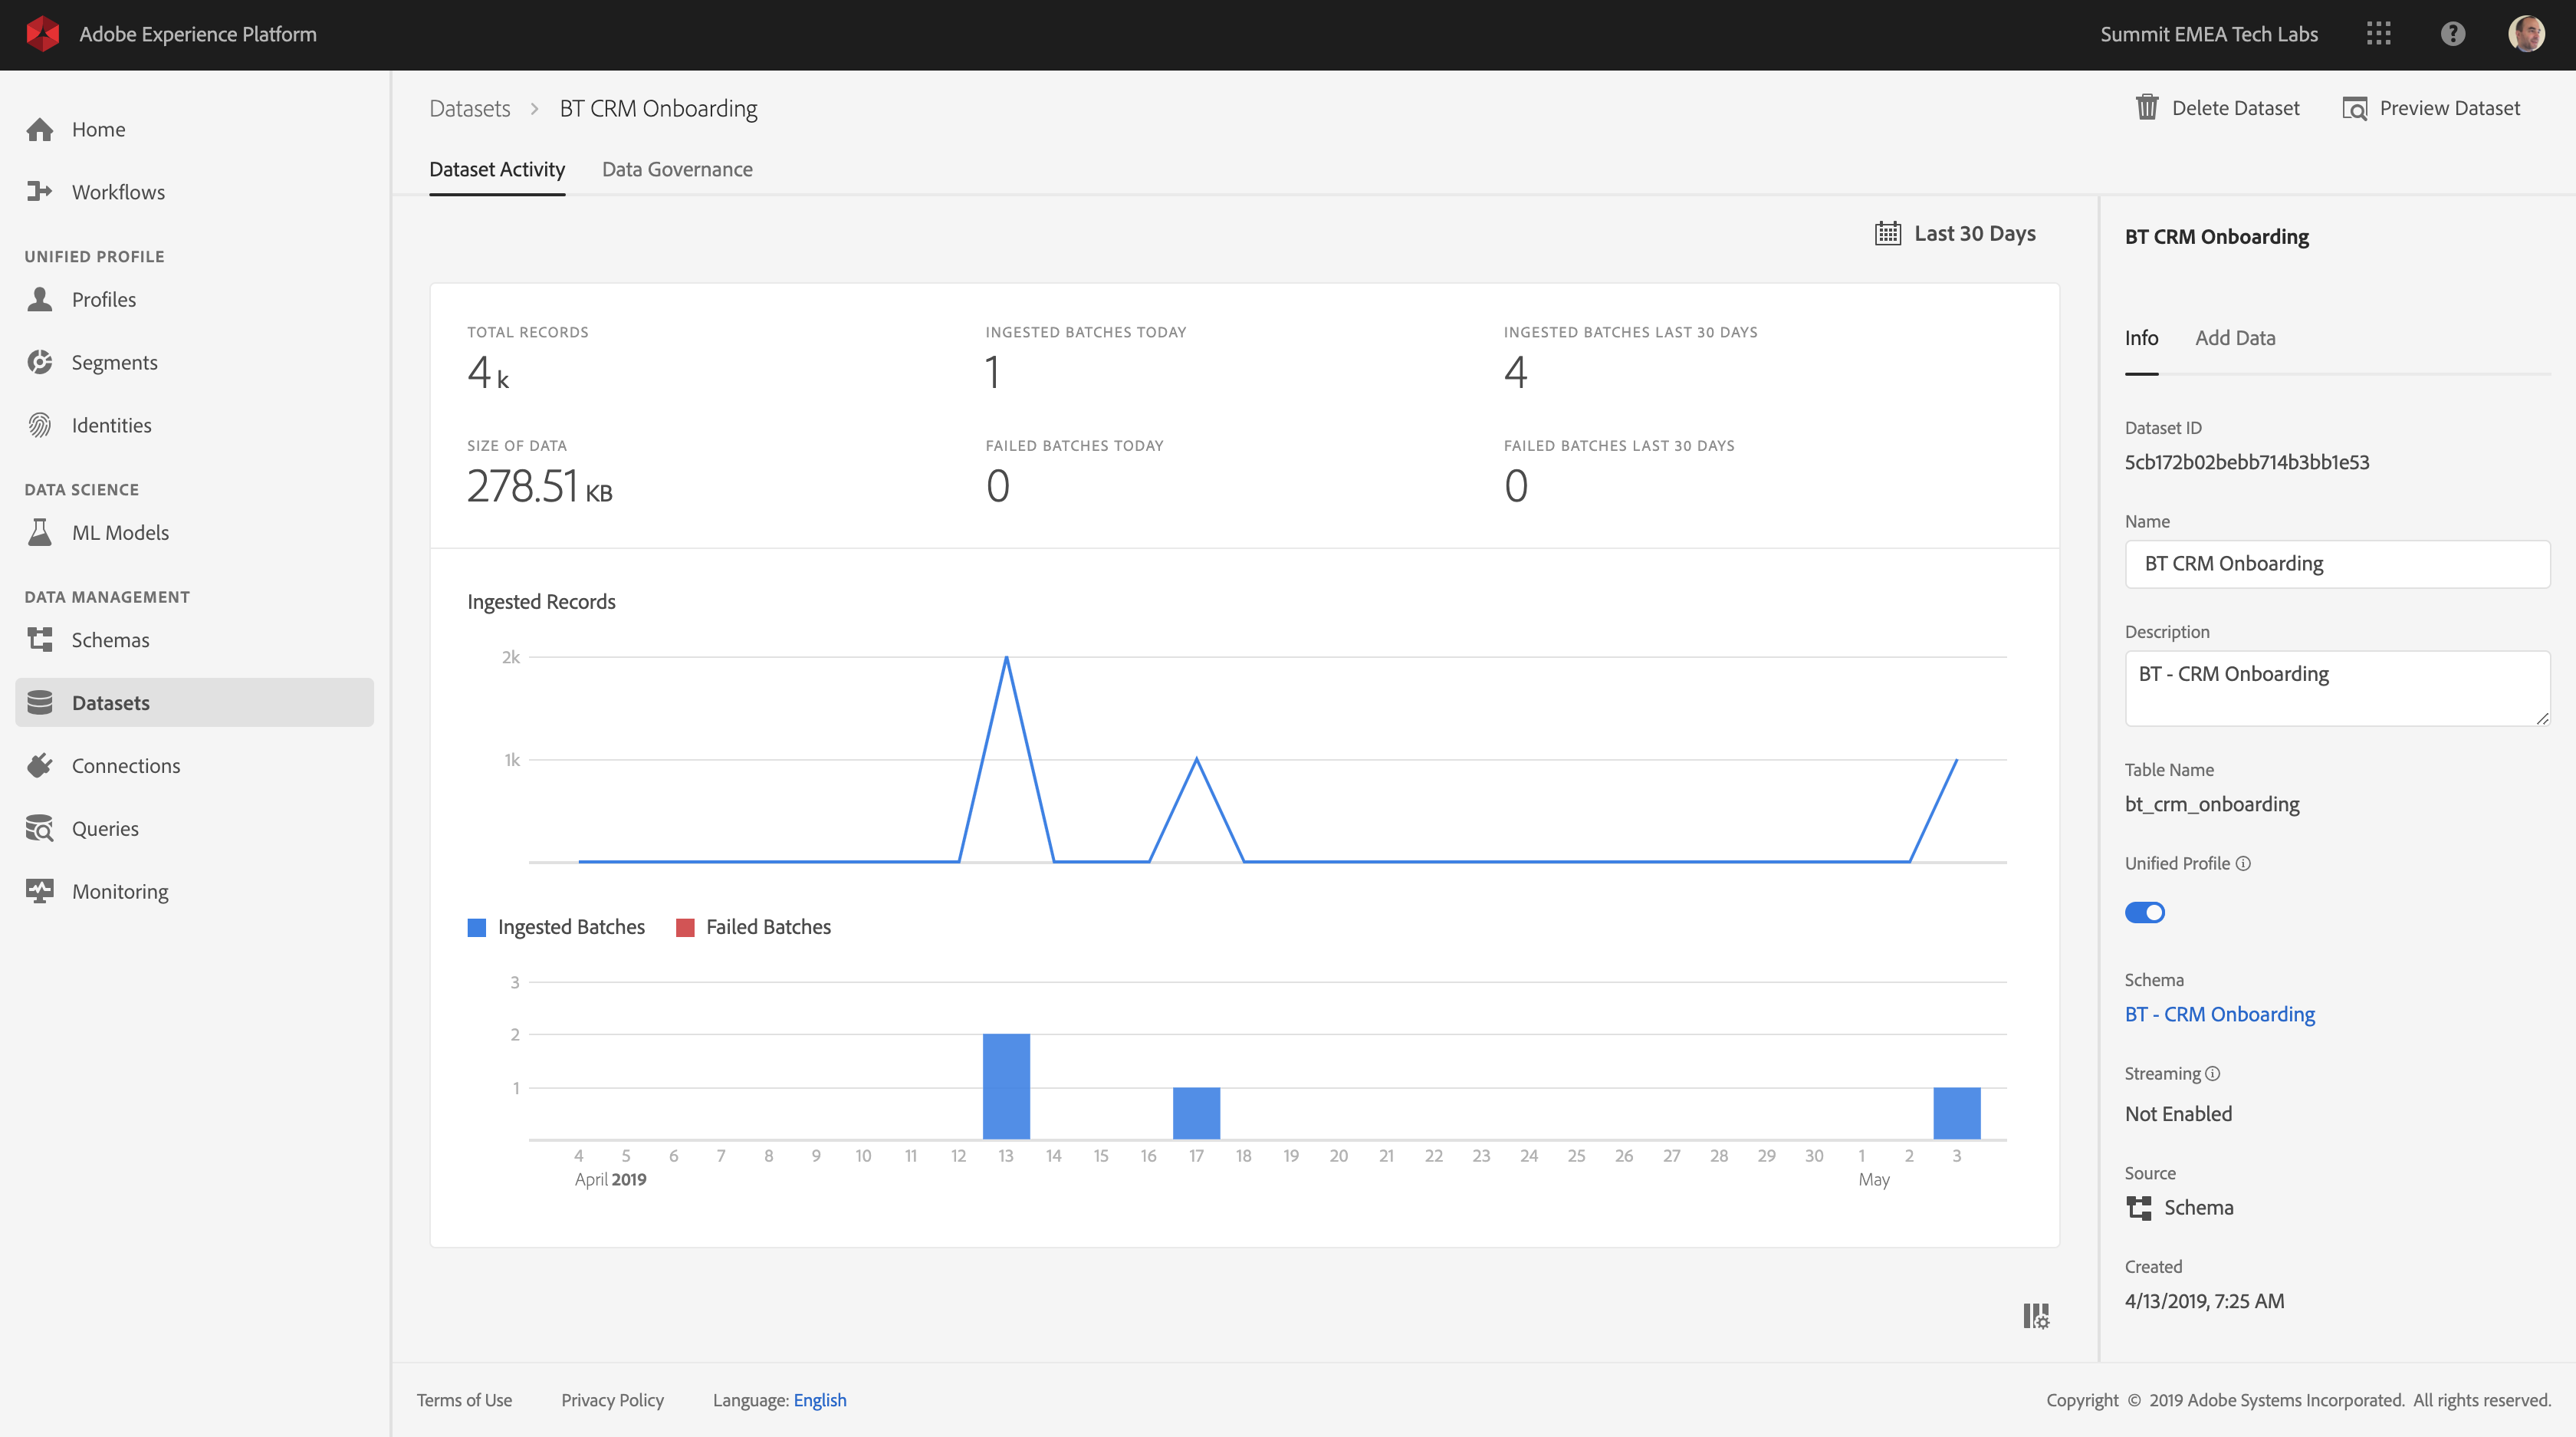 Adobe Experience Platform
Summit EMEA Tech Labs
Home
Workflows
UNIFIED PROFILE
Profiles
Segments
Identities
DATA SCIENCE
ML Models
DATA MANAGEMENT
Schemas
Datasets
Connections
Queries
Monitoring
Datasets > BT CRM Onboarding
Delete Dataset
Preview Dataset
Dataset Activity
Data Governance
Last 30 Days
TOTAL RECORDS
4 k
INGESTED BATCHES TODAY
1
INGESTED BATCHES LAST 30 DAYS
4
SIZE OF DATA
278.51 KB
FAILED BATCHES TODAY
0
FAILED BATCHES LAST 30 DAYS
0
Ingested Records
2k
1k
Ingested Batches
Failed Batches
3
2
1
4 5 6 7 8 9 10 11 12 13 14 15 16 17 18 19 20 21 22 23 24 25 26 27 28 29 30 1 2 3
April 2019
May
BT CRM Onboarding
Info
Add Data
Dataset ID
5cb172b02bebb714b3bb1e53
Name
BT CRM Onboarding
Description
BT - CRM Onboarding
Table Name
bt_crm_onboarding
Unified Profile
Schema
BT - CRM Onboarding
Streaming
Not Enabled
Source
Schema
Created
4/13/2019, 7:25 AM
Terms of Use
Privacy Policy
Language: English
Copyright © 2019 Adobe Systems Incorporated. All rights reserved.